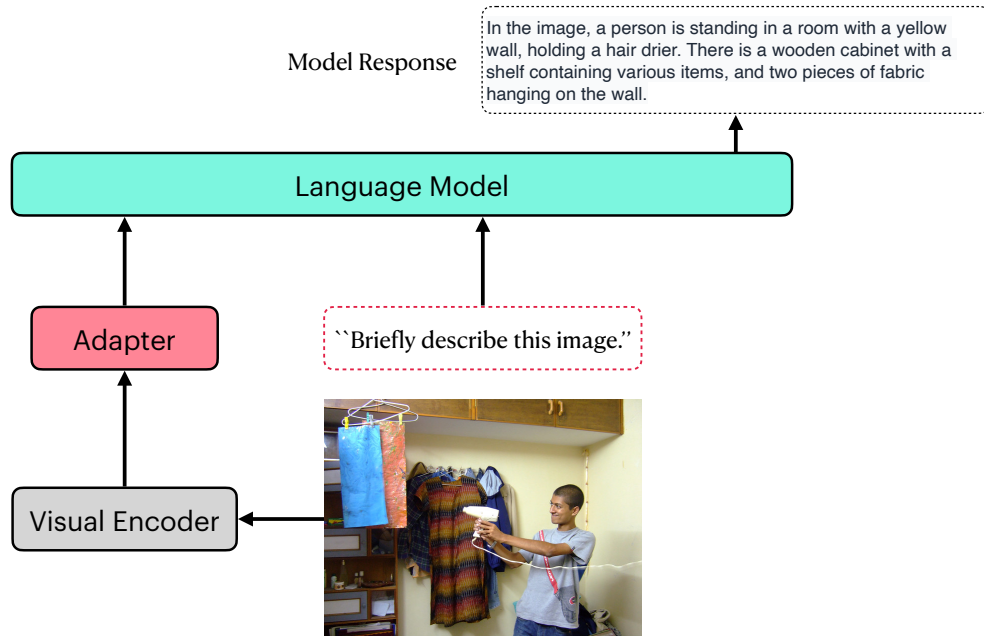 Model Response
In the image, a person is standing in a room with a yellow
wall, holding a hair drier. There is a wooden cabinet with a
shelf containing various items, and two pieces of fabric
hanging on the wall.
Language Model
Adapter
``Briefly describe this image.''
Visual Encoder